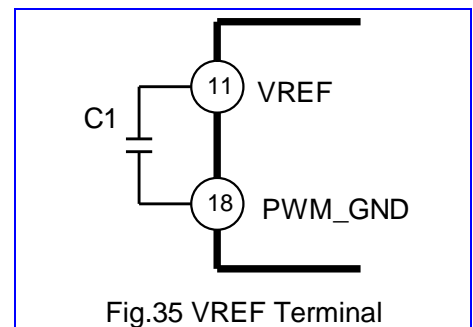 11 VREF
C1
18 PWM_GND
Fig.35 VREF Terminal